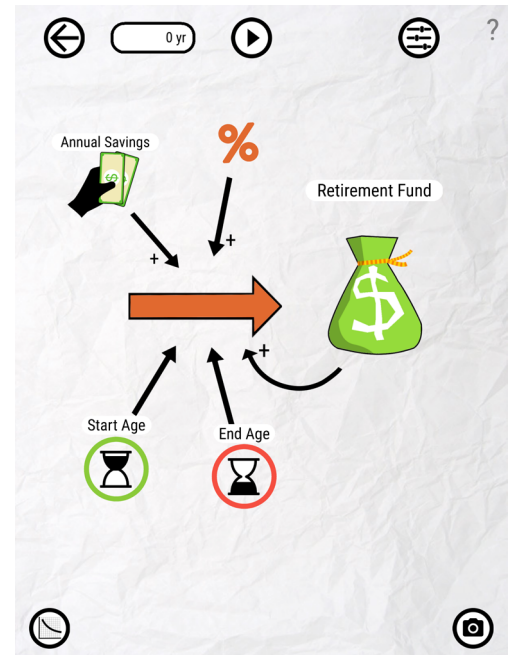 0 yr
?
Annual Savings
%
Retirement Fund
$
+
+
$
+
Start Age
End Age